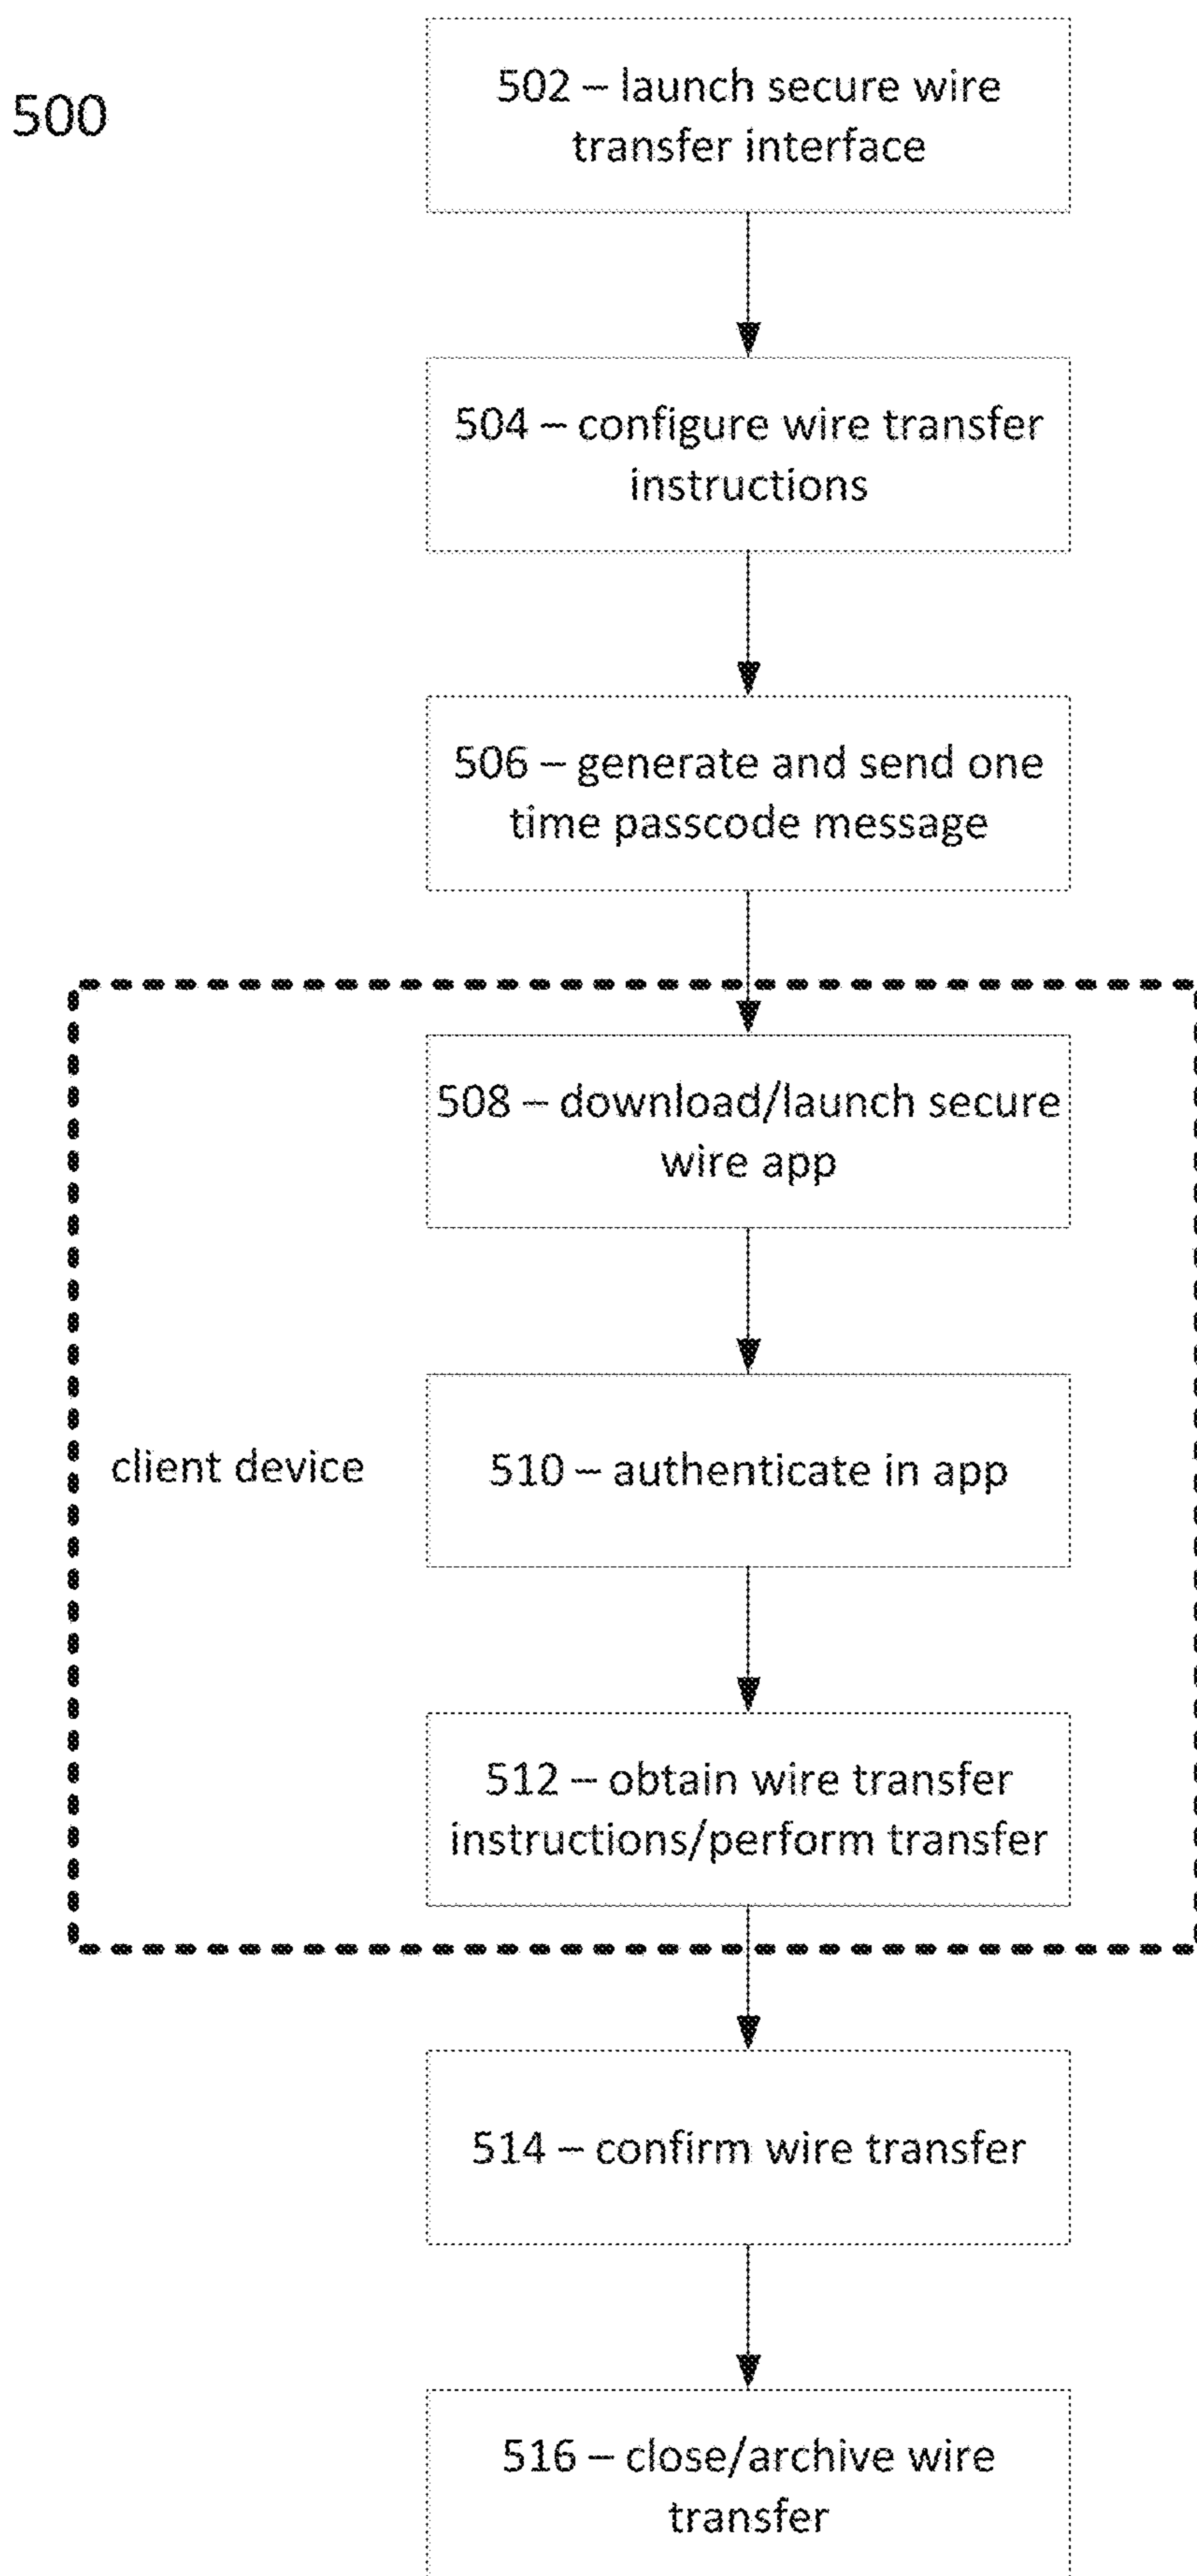 500
502 – launch secure wire
transfer interface
504 – configure wire transfer
instructions
506 – generate and send one
time passcode message
508 – download/launch secure
wire app
client device
510 – authenticate in app
512 – obtain wire transfer
instructions/perform transfer
514 – confirm wire transfer
516 – close/archive wire
transfer